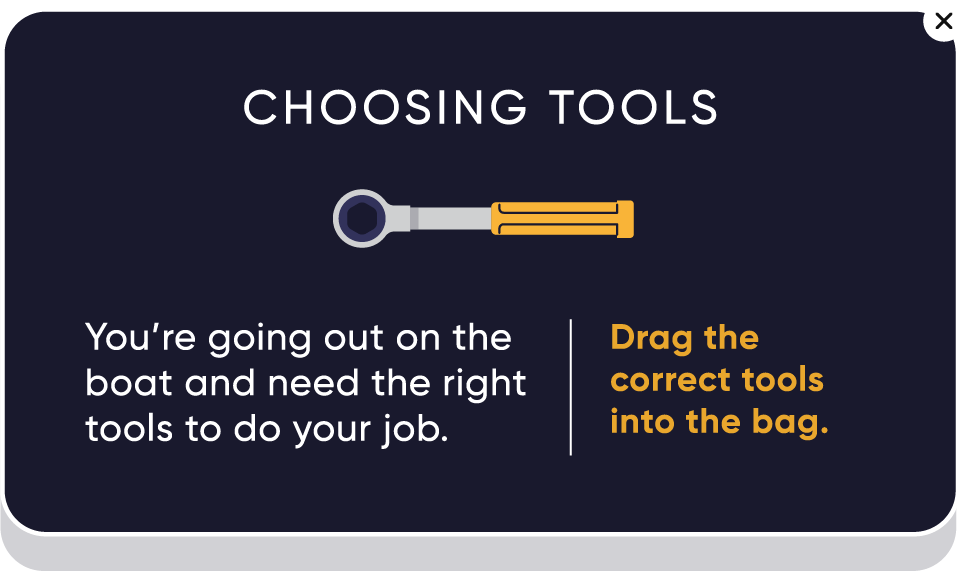 CHOOSING TOOLS
You’re going out on the
boat and need the right
tools to do your job.
Drag the
correct tools
into the bag.